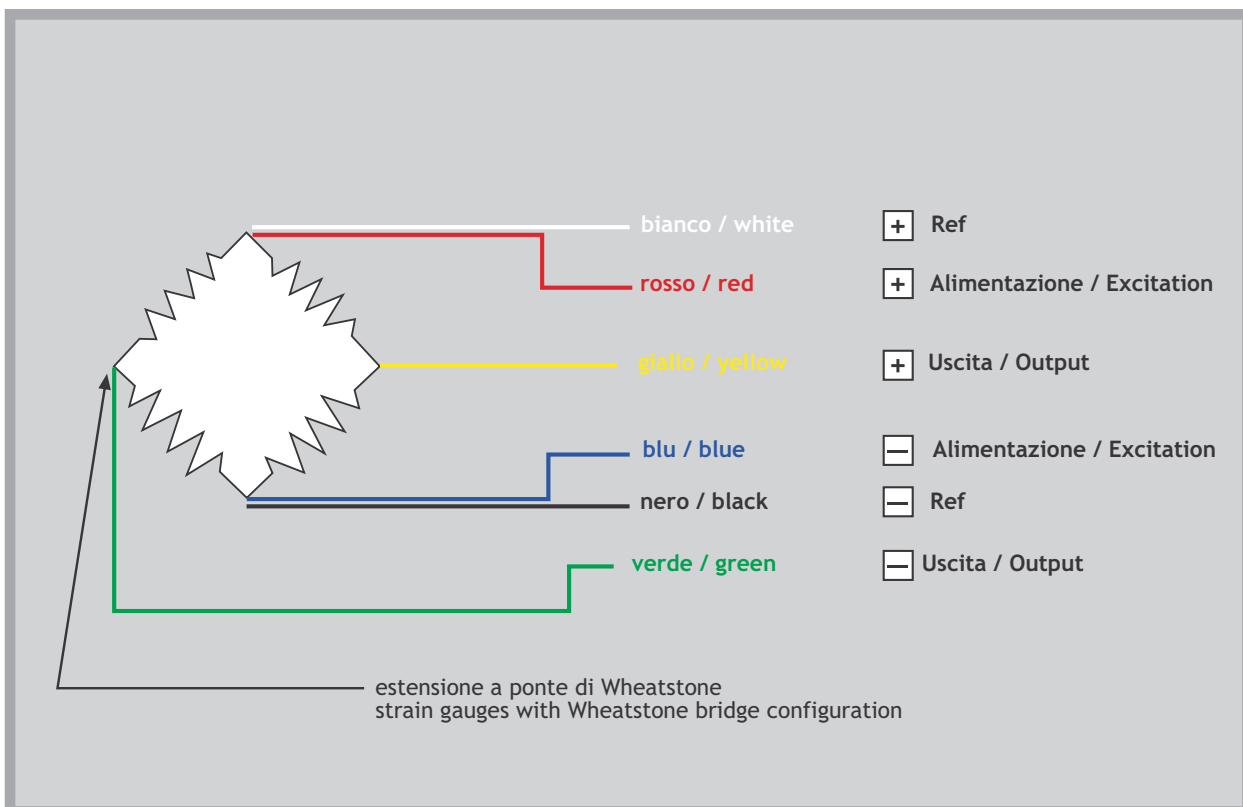 bianco / white + Ref
rosso / red + Alimentazione / Excitation
giallo / yellow + Uscita / Output
blu / blue — Alimentazione / Excitation
nero / black — Ref
verde / green — Uscita / Output
estensione a ponte di Wheatstone
strain gauges with Wheatstone bridge configuration